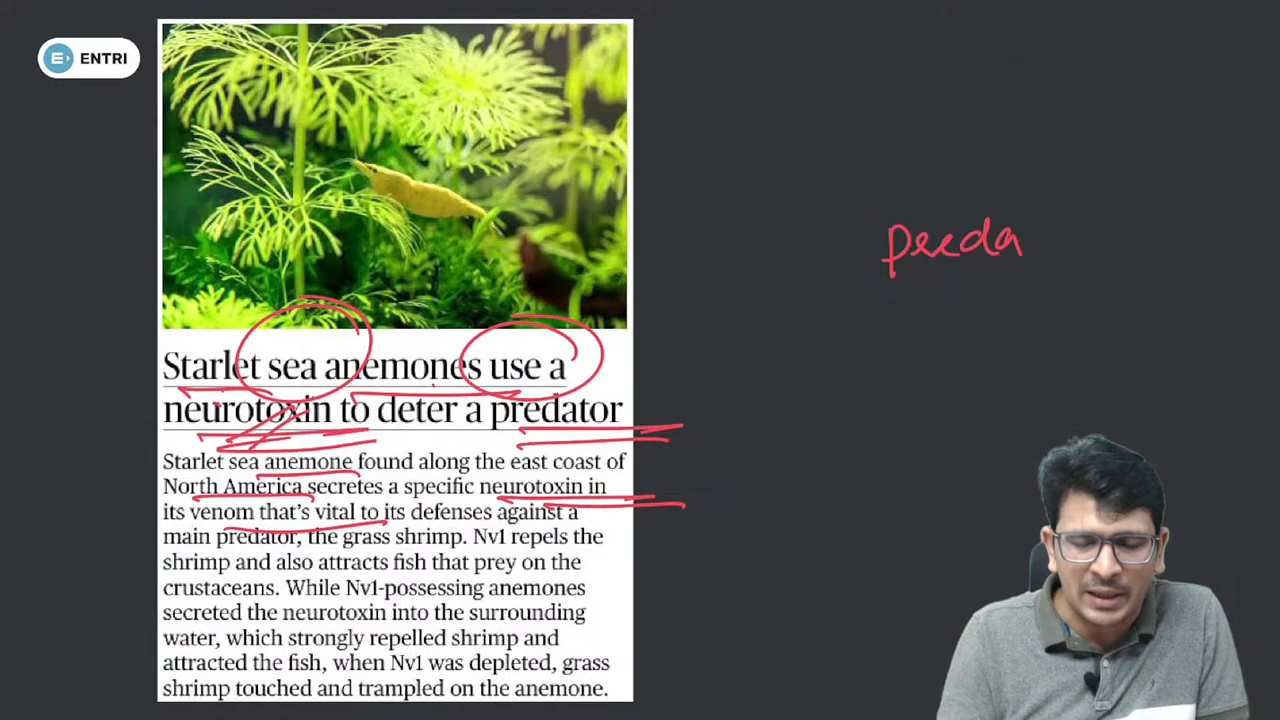 ENTRI
preda
Starlet sea anemones use a
neurotoxin to deter a predator
Starlet sea anemone found along the east coast of
North America secretes a specific neurotoxin in
its venom that's vital to its defenses against a
main predator, the grass shrimp. Nv1 repels the
shrimp and also attracts fish that prey on the
crustaceans. While Nv1-possessing anemones
secreted the neurotoxin into the surrounding
water, which strongly repelled shrimp and
attracted the fish, when Nv1 was depleted, grass
shrimp touched and trampled on the anemone.